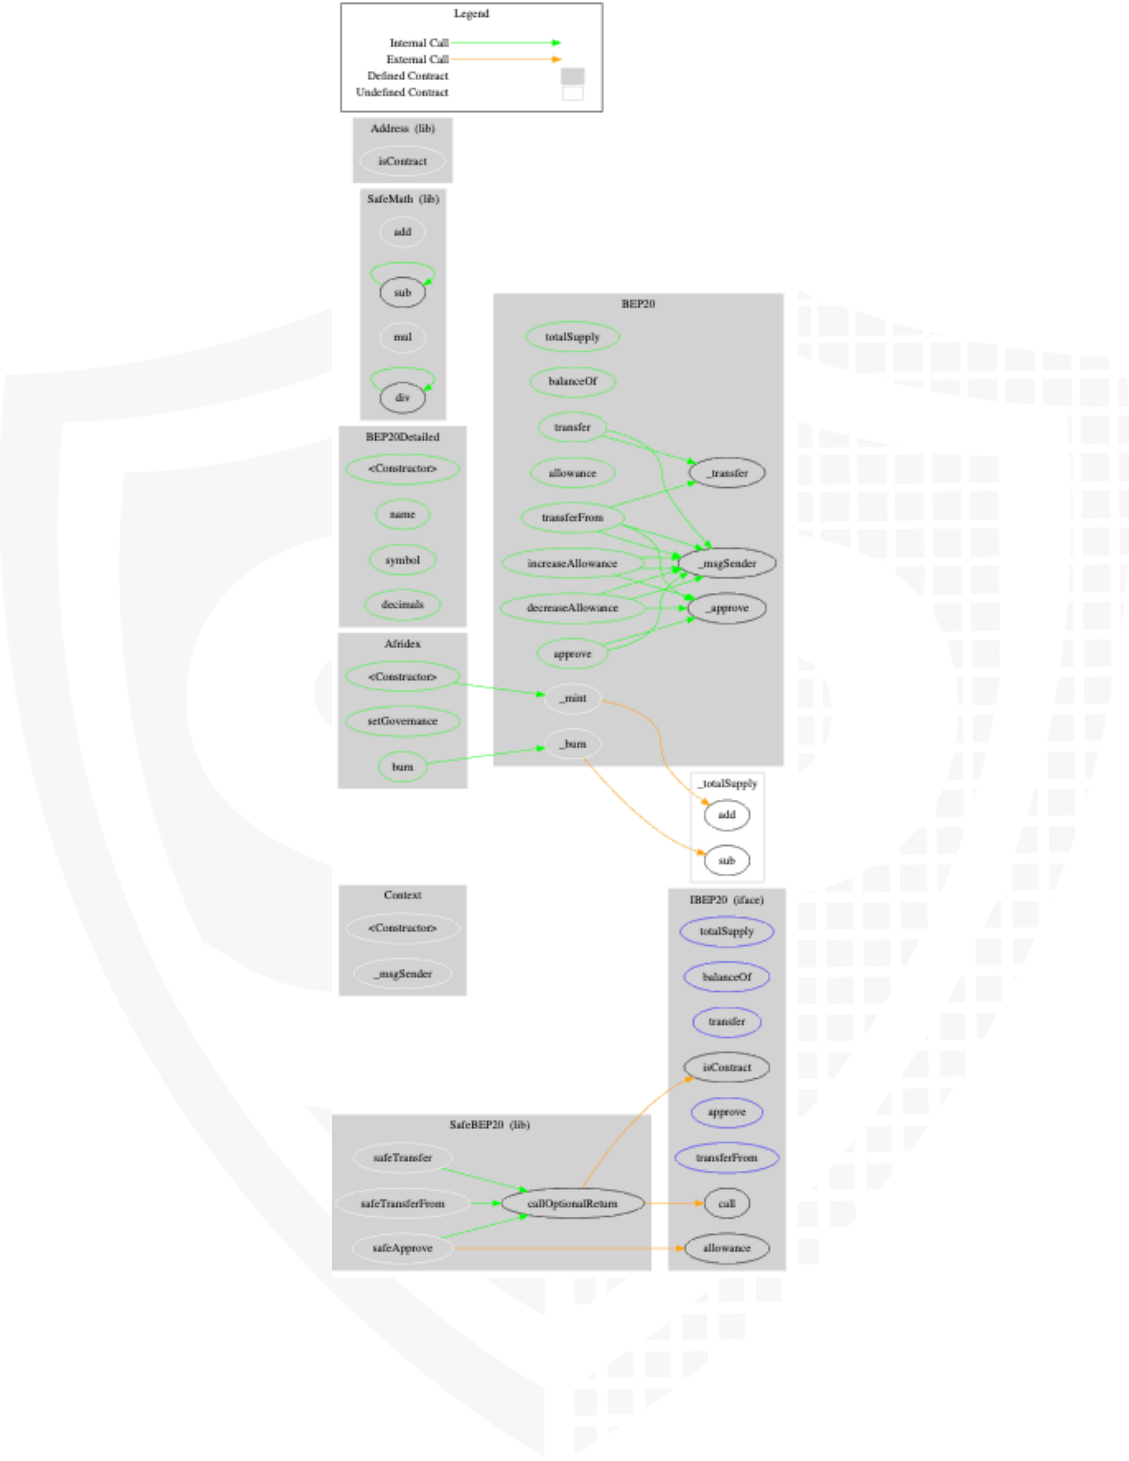 Legend
Internal Call
External Call
Defined Contract
Undefined Contract
Address (lib)
isContract
SafeMath (lib)
add
sub
mul
div
BEP20Detailed
<Constructor>
name
symbol
decimals
Afridex
<Constructor>
setGovernance
burn
BEP20
totalSupply
balanceOf
transfer
allowance
transferFrom
increaseAllowance
decreaseAllowance
approve
_mint
_burn
_transfer
_msgSender
_approve
_totalSupply
add
sub
Context
<Constructor>
_msgSender
IBEP20 (iface)
totalSupply
balanceOf
transfer
isContract
approve
transferFrom
call
allowance
SafeBEP20 (lib)
safeTransfer
safeTransferFrom
safeApprove
callOptionalReturn